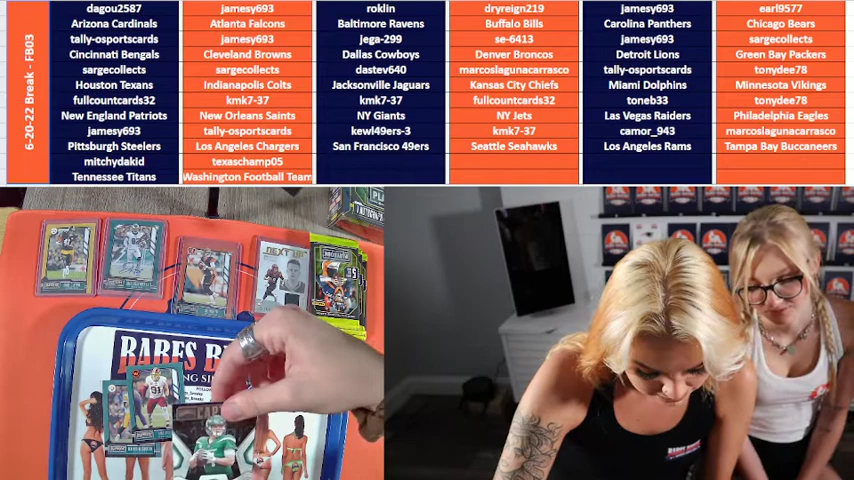 6-20-22 Break - FB03
dagou2587 jamesy693 roklin dryreign219 jamesy693 earl9577
Arizona Cardinals Atlanta Falcons Baltimore Ravens Buffalo Bills Carolina Panthers Chicago Bears
tally-osportscards jamesy693 jega-299 se-6413 jamesy693 sargecollects
Cincinnati Bengals Cleveland Browns Dallas Cowboys Denver Broncos Detroit Lions Green Bay Packers
sargecollects sargecollects dastev640 marcoslagunacarrasco tally-osportscards tonydee78
Houston Texans Indianapolis Colts Jacksonville Jaguars Kansas City Chiefs Miami Dolphins Minnesota Vikings
fullcountcards32 kmk7-37 kmk7-37 fullcountcards32 toneb33 tonydee78
New England Patriots New Orleans Saints NY Giants NY Jets Las Vegas Raiders Philadelphia Eagles
jamesy693 tally-osportscards kewl49ers-3 kmk7-37 camor_943 marcoslagunacarrasco
Pittsburgh Steelers Los Angeles Chargers San Francisco 49ers Seattle Seahawks Los Angeles Rams Tampa Bay Buccaneers
mitchydakid texaschamp05
Tennessee Titans Washington Football Team
NEXT UP
BABES B
91